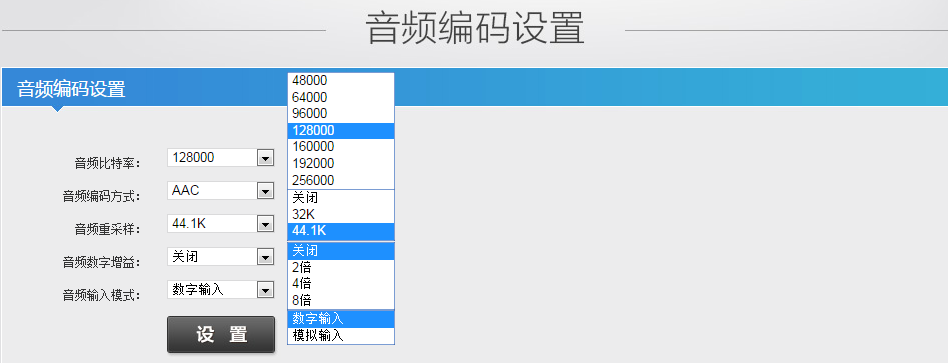 音频编码设置
音频编码设置
音频比特率：
128000
音频编码方式：
AAC
音频重采样：
44.1K
音频数字增益：
关闭
音频输入模式：
数字输入
设 置
48000
64000
96000
128000
160000
192000
256000
关闭
32K
44.1K
关闭
2倍
4倍
8倍
数字输入
模拟输入